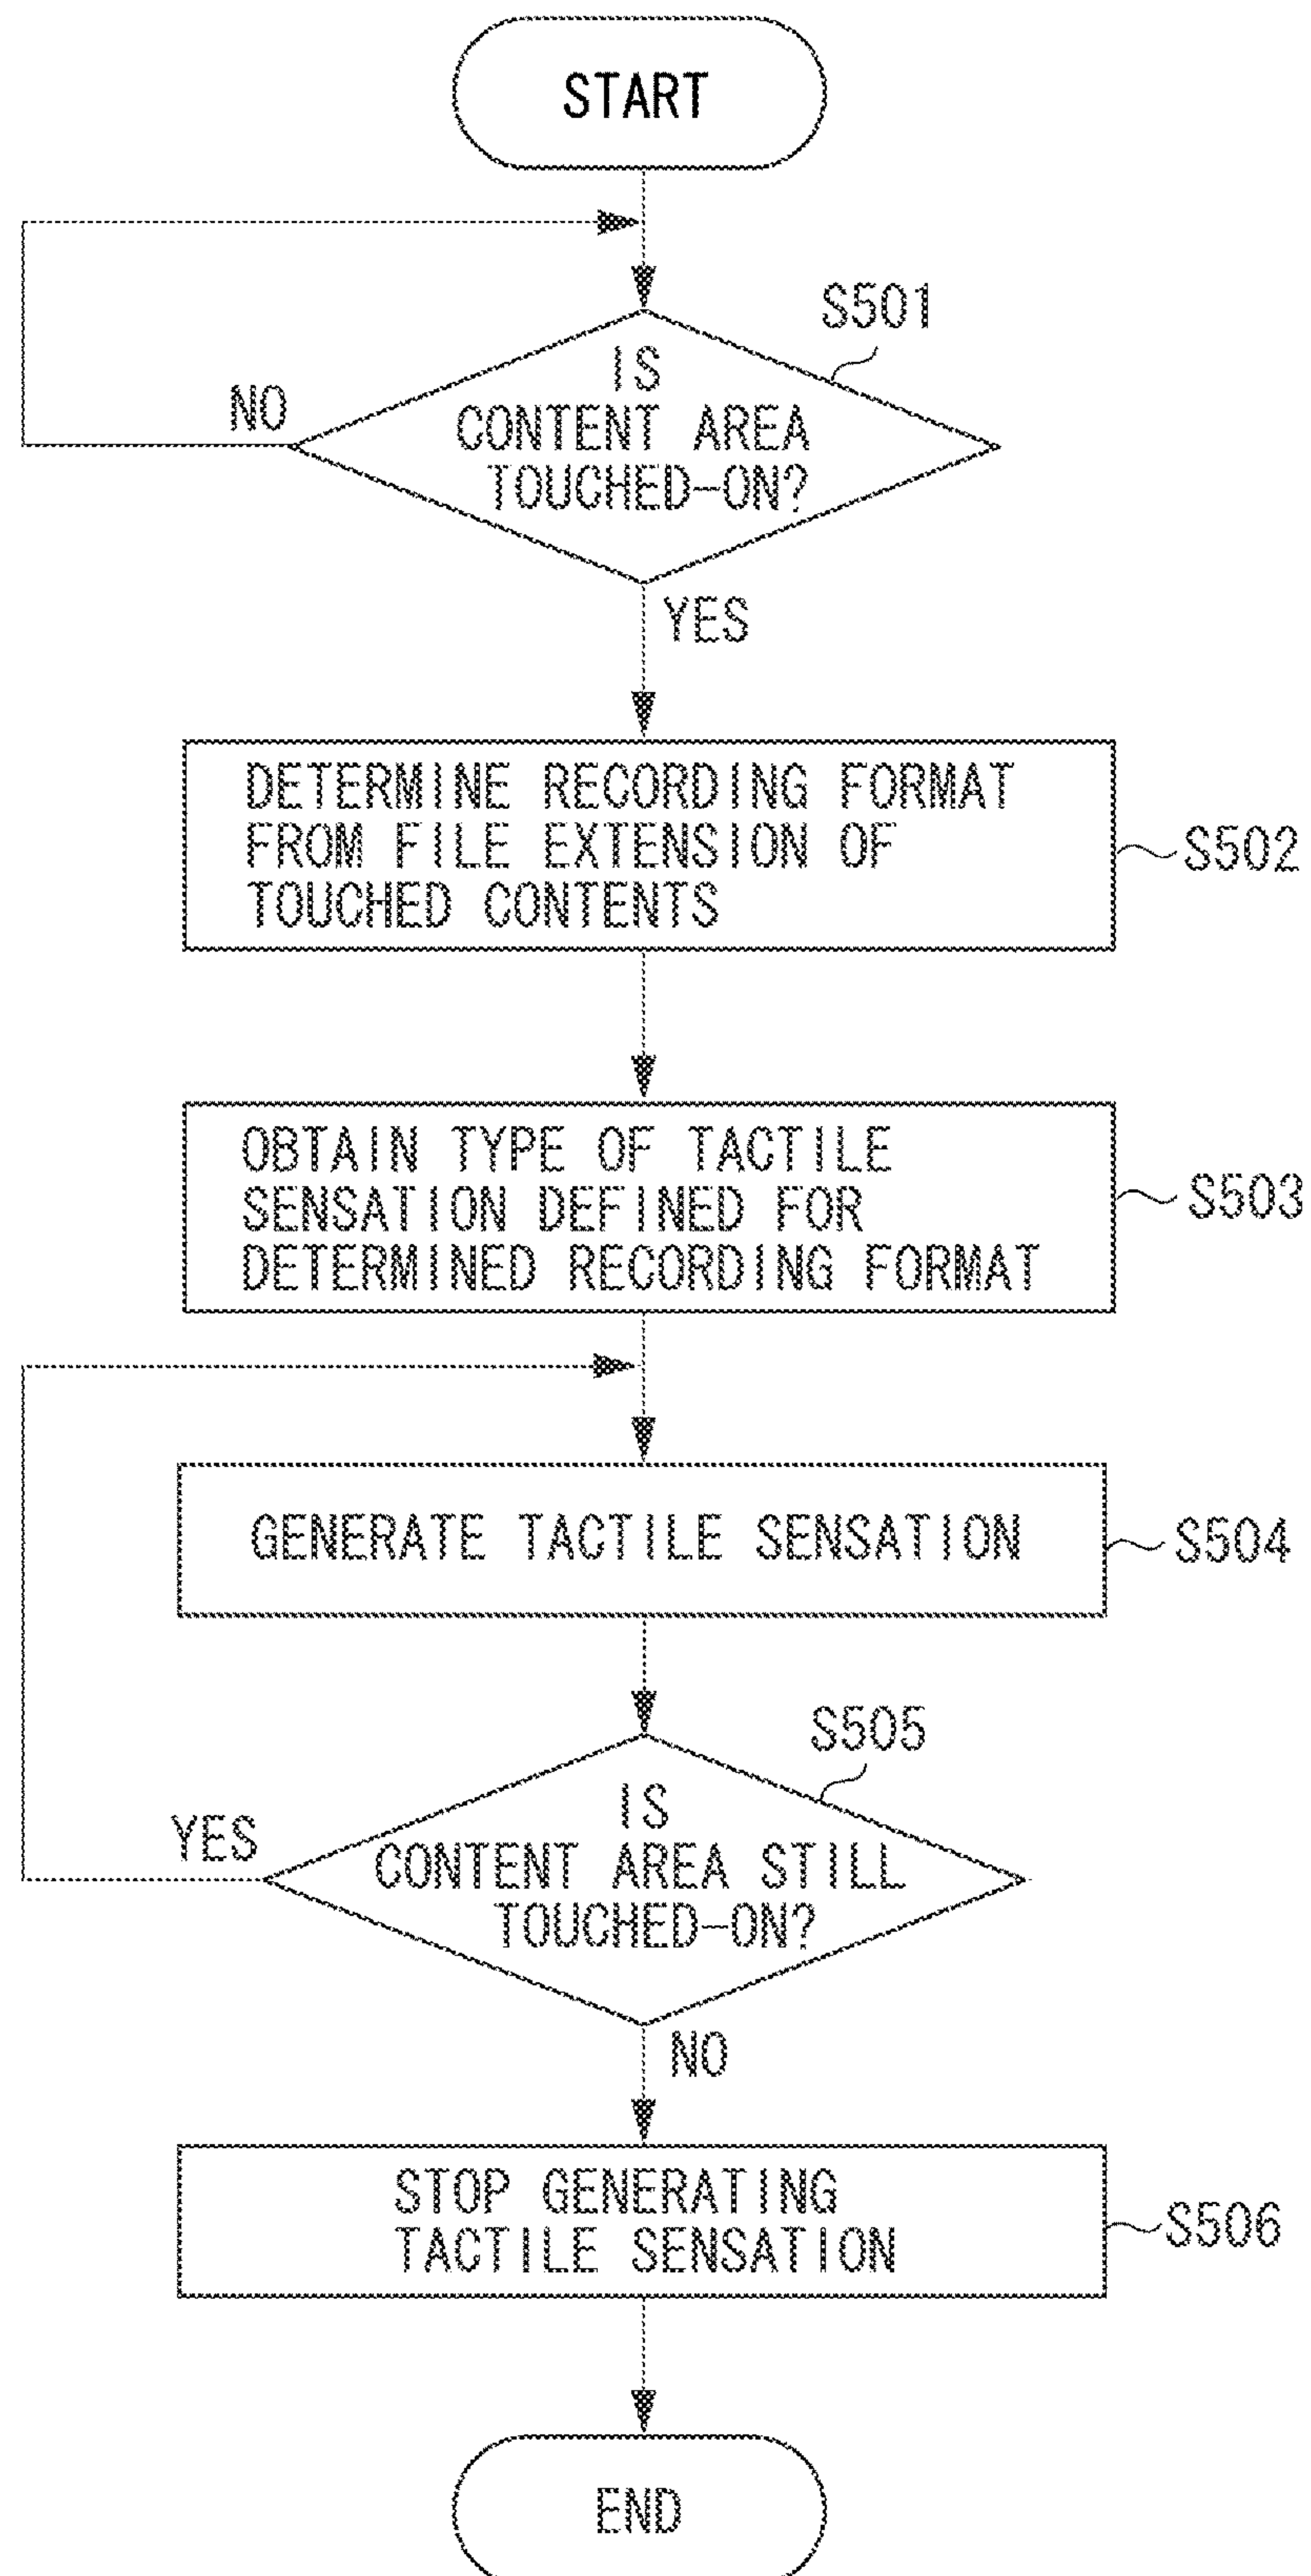 START
S501
IS
CONTENT AREA
TOUCHED-ON?
NO
YES
DETERMINE RECORDING FORMAT
FROM FILE EXTENSION OF
TOUCHED CONTENTS
S502
OBTAIN TYPE OF TACTILE
SENSATION DEFINED FOR
DETERMINED RECORDING FORMAT
S503
GENERATE TACTILE SENSATION
S504
S505
IS
CONTENT AREA STILL
TOUCHED-ON?
YES
NO
STOP GENERATING
TACTILE SENSATION
S506
END